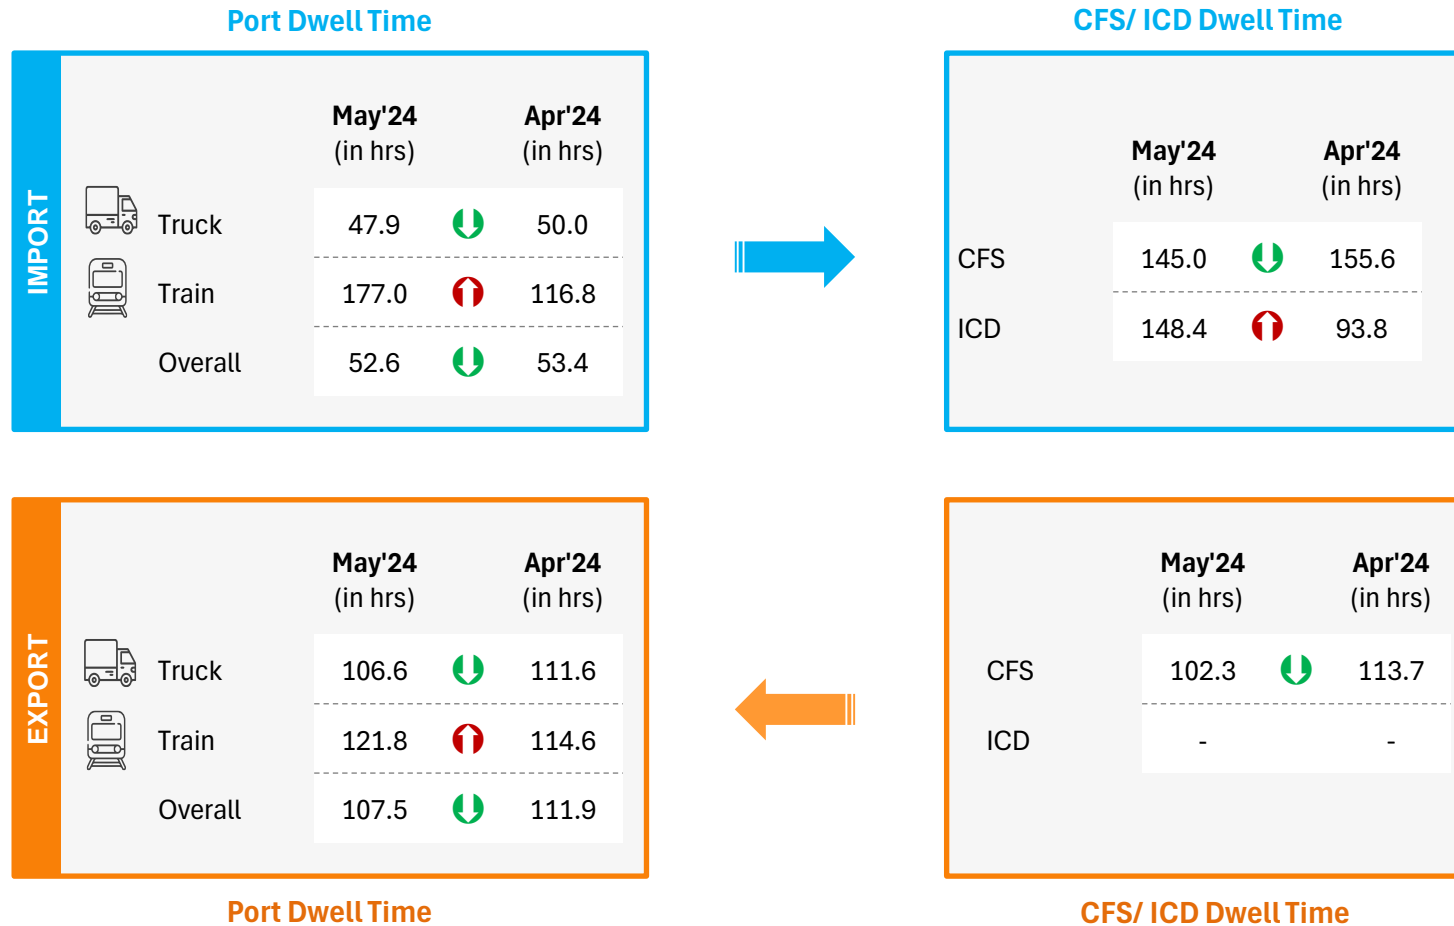 Port Dwell Time
CFS/ ICD Dwell Time
IMPORT
May'24 Apr'24
(in hrs) (in hrs)
Truck 47.9 50.0
Train 177.0 116.8
Overall 52.6 53.4
May'24 Apr'24
(in hrs) (in hrs)
CFS 145.0 155.6
ICD 148.4 93.8
EXPORT
May'24 Apr'24
(in hrs) (in hrs)
Truck 106.6 111.6
Train 121.8 114.6
Overall 107.5 111.9
May'24 Apr'24
(in hrs) (in hrs)
CFS 102.3 113.7
ICD - -
Port Dwell Time
CFS/ ICD Dwell Time